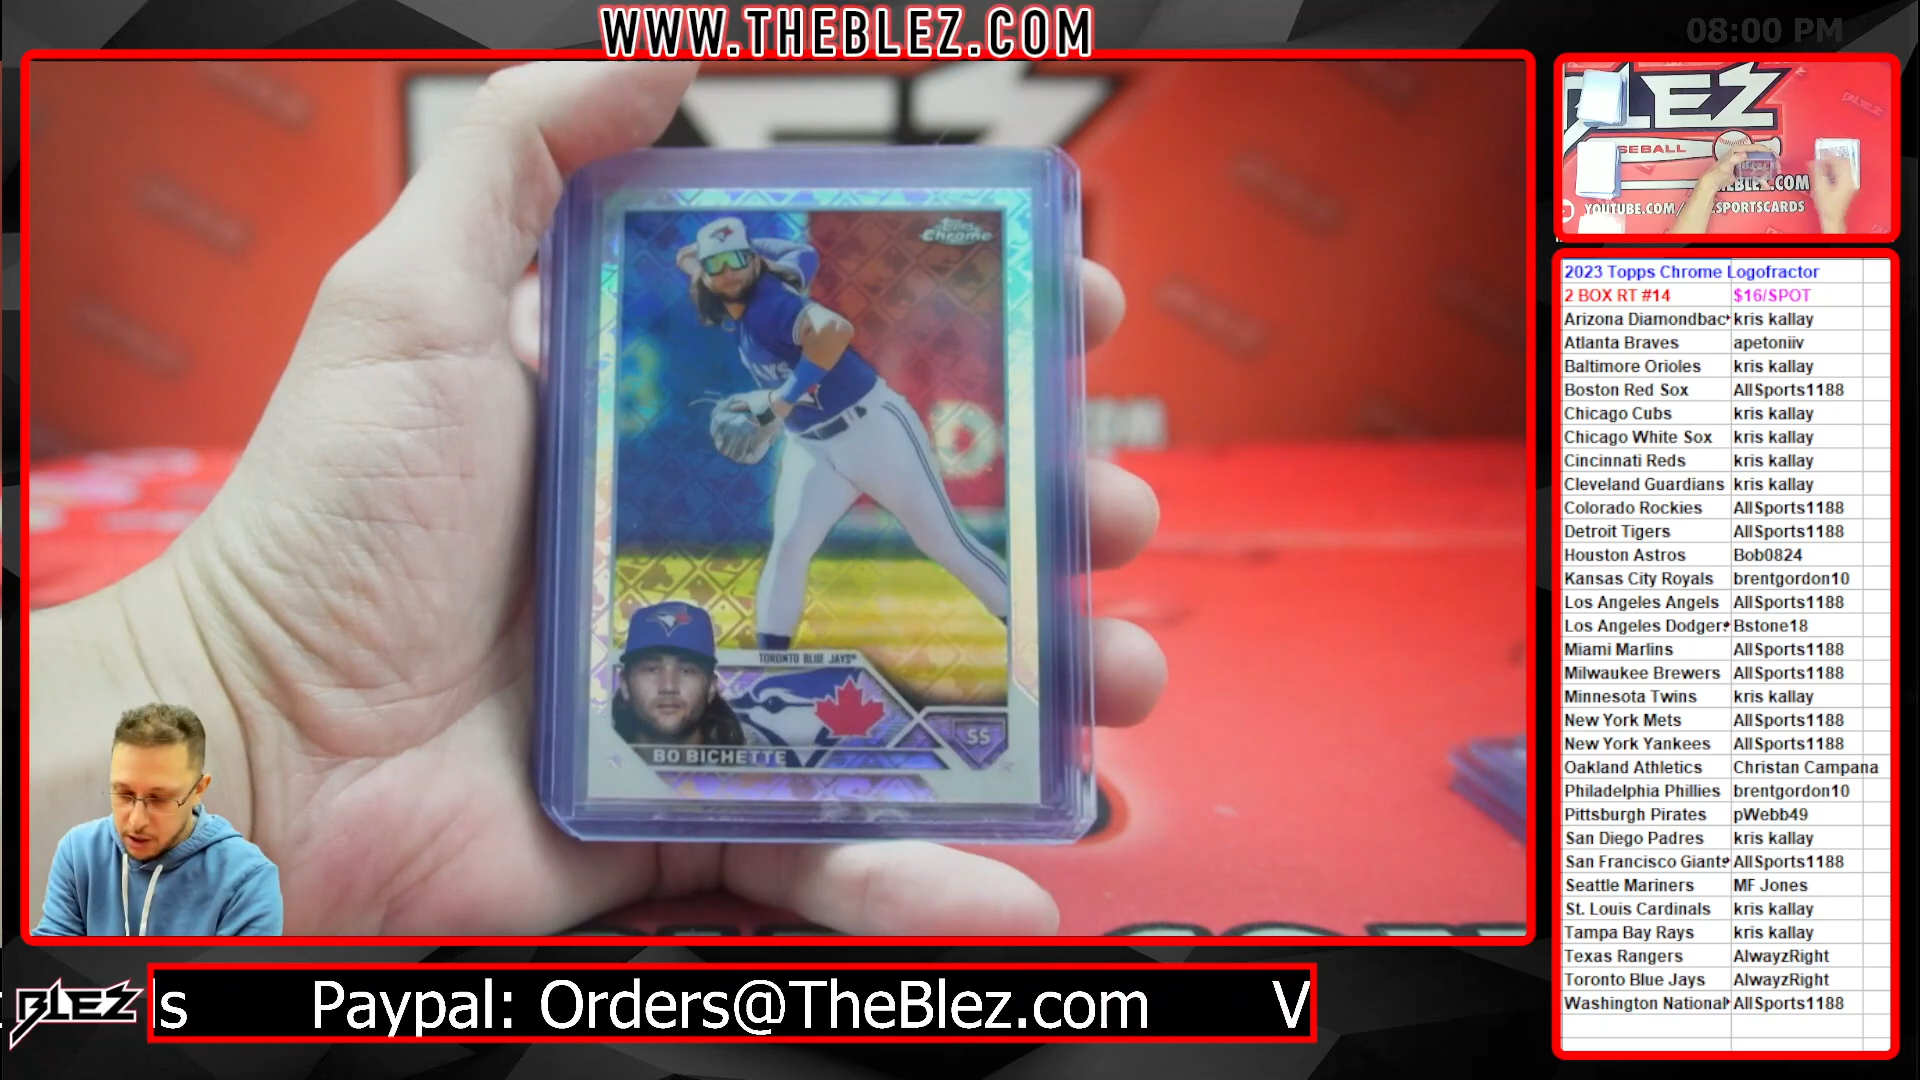 WWW.THEBLEZ.COM
08:00 PM
Topps
Chrome
TORONTO BLUE JAYS
SS
BO BICHETTE
BLEZ
SEBALL
YOUTUBE.COM/
2023 Topps Chrome Logofractor
2 BOX RT #14 $16/SPOT
Arizona Diamondbac kris kallay
Atlanta Braves apetoniiv
Baltimore Orioles kris kallay
Boston Red Sox AllSports1188
Chicago Cubs kris kallay
Chicago White Sox kris kallay
Cincinnati Reds kris kallay
Cleveland Guardians kris kallay
Colorado Rockies AllSports1188
Detroit Tigers AllSports1188
Houston Astros Bob0824
Kansas City Royals brentgordon10
Los Angeles Angels AllSports1188
Los Angeles Dodgers Bstone18
Miami Marlins AllSports1188
Milwaukee Brewers AllSports1188
Minnesota Twins kris kallay
New York Mets AllSports1188
New York Yankees AllSports1188
Oakland Athletics Christan Campana
Philadelphia Phillies brentgordon10
Pittsburgh Pirates pWebb49
San Diego Padres kris kallay
San Francisco Giants AllSports1188
Seattle Mariners MF Jones
St. Louis Cardinals kris kallay
Tampa Bay Rays kris kallay
Texas Rangers AlwayzRight
Toronto Blue Jays AlwayzRight
Washington National AllSports1188
BLEZ
ls Paypal: Orders@TheBlez.com V